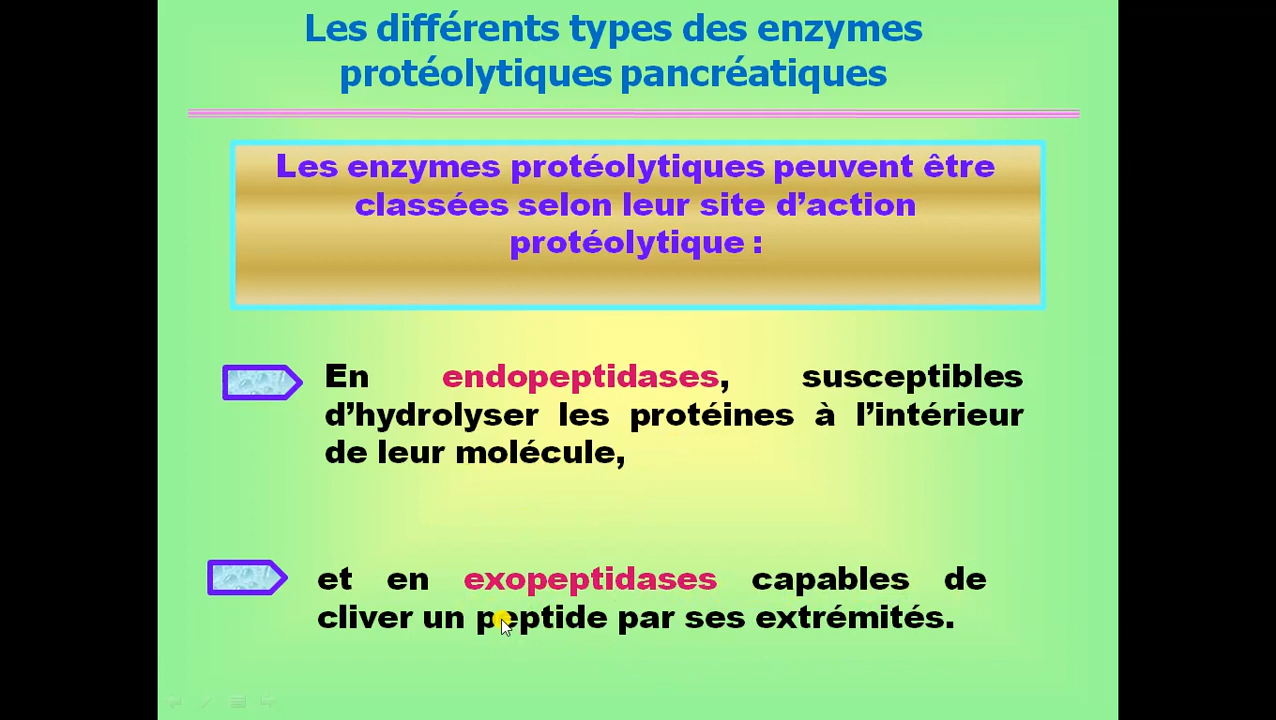 Les différents types des enzymes
protéolytiques pancréatiques
Les enzymes protéolytiques peuvent être
classées selon leur site d’action
protéolytique :
En endopeptidases, susceptibles
d’hydrolyser les protéines à l’intérieur
de leur molécule,
et en exopeptidases capables de
cliver un peptide par ses extrémités.